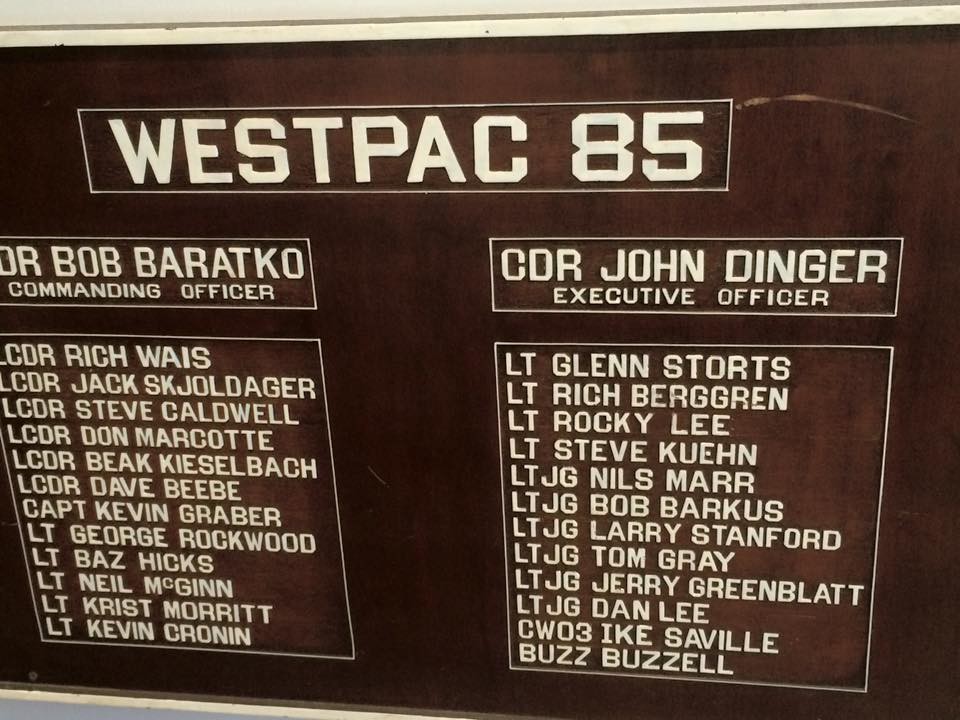 WESTPAC 85
DR BOB BARATKO
COMMANDING OFFICER
LCDR RICH WAIS
LCDR JACK SKJOLDAGER
LCDR STEVE CALDWELL
LCDR DON MARCOTTE
LCDR BEAK KIESELBACH
LCDR DAVE BEEBE
CAPT KEVIN GRABER
LT GEORGE ROCKWOOD
LT BAZ HICKS
LT NEIL McGINN
LT KRIST MORRITT
LT KEVIN CRONIN
CDR JOHN DINGER
EXECUTIVE OFFICER
LT GLENN STORTS
LT RICH BERGGREN
LT ROCKY LEE
LT STEVE KUEHN
LTJG NILS MARR
LTJG BOB BARKUS
LTJG LARRY STANFORD
LTJG TOM GRAY
LTJG JERRY GREENBLATT
LTJG DAN LEE
CWO3 IKE SAVILLE
BUZZ BUZZELL